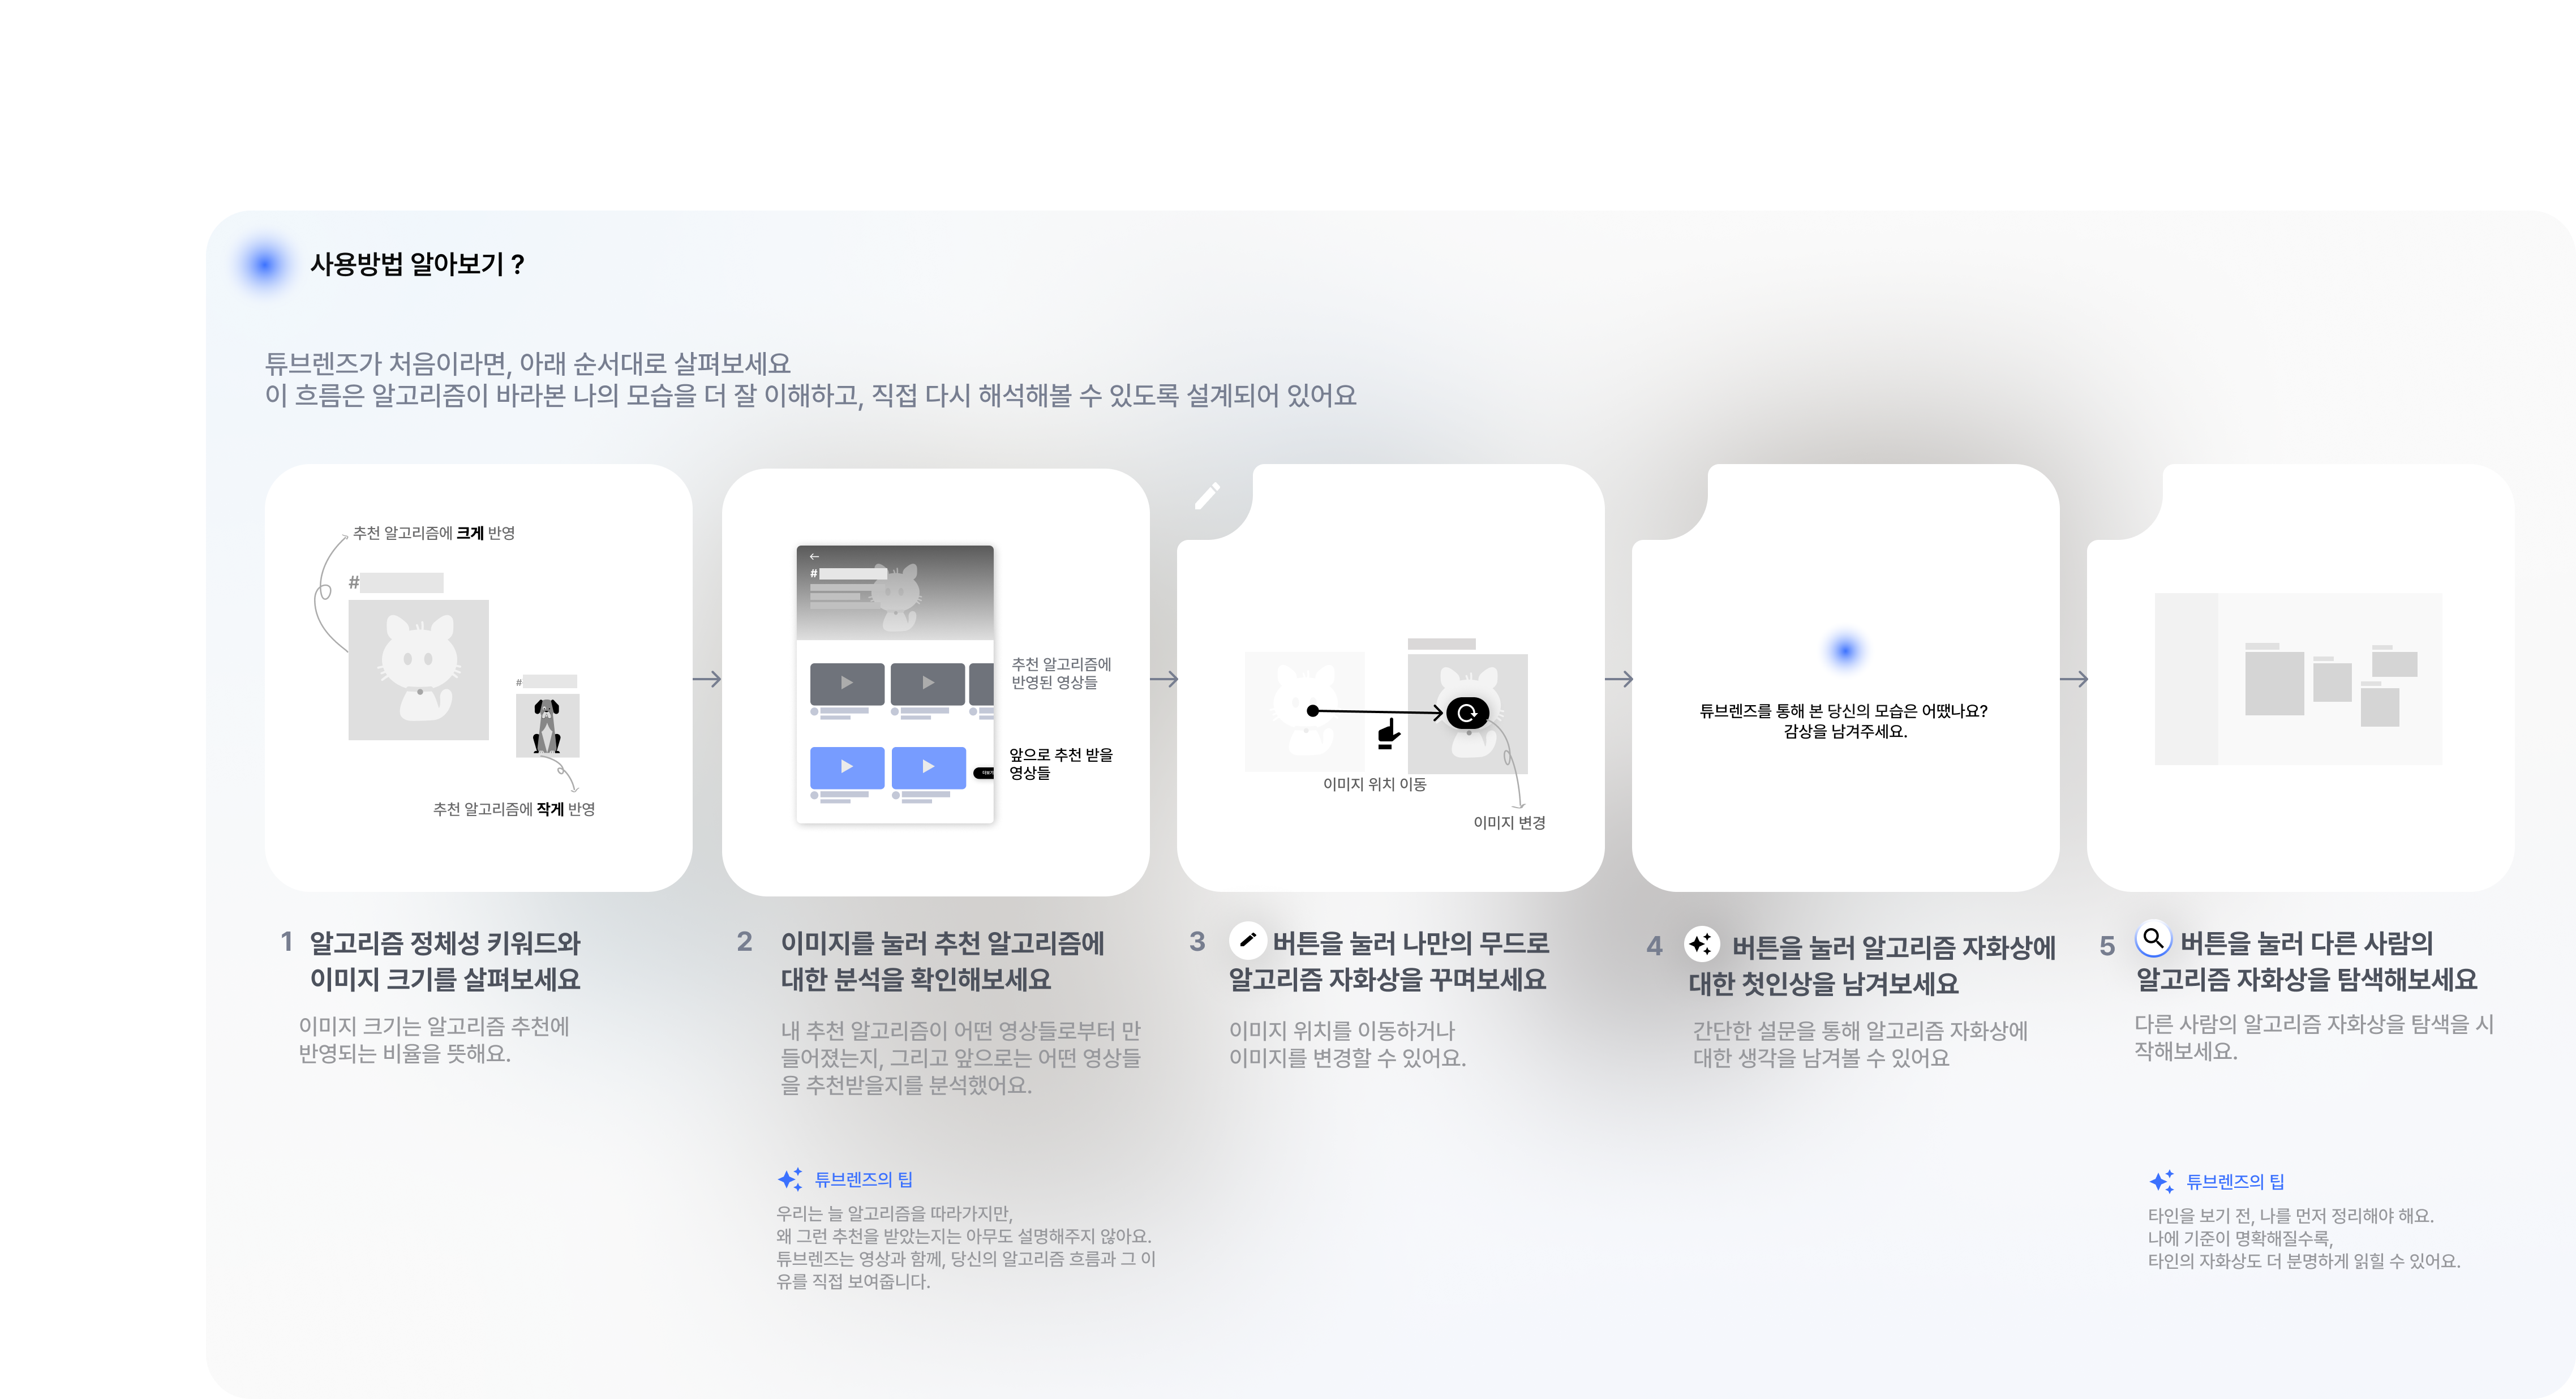 사용방법 알아보기 ?
튜브렌즈가 처음이라면, 아래 순서대로 살펴보세요
이 흐름은 알고리즘이 바라본 나의 모습을 더 잘 이해하고, 직접 다시 해석해볼 수 있도록 설계되어 있어요
추천 알고리즘에 크게 반영
#
#
추천 알고리즘에 작게 반영
1
알고리즘 정체성 키워드와
이미지 크기를 살펴보세요
이미지 크기는 알고리즘 추천에
반영되는 비율을 뜻해요.
#
추천 알고리즘에
반영된 영상들
앞으로 추천 받을
영상들
2
이미지를 눌러 추천 알고리즘에
대한 분석을 확인해보세요
내 추천 알고리즘이 어떤 영상들로부터 만
들어졌는지, 그리고 앞으로는 어떤 영상들
을 추천받을지를 분석했어요.
튜브렌즈의 팁
우리는 늘 알고리즘을 따라가지만,
왜 그런 추천을 받았는지는 아무도 설명해주지 않아요.
튜브렌즈는 영상과 함께, 당신의 알고리즘 흐름과 그 이
유를 직접 보여줍니다.
이미지 위치 이동
이미지 변경
3
버튼을 눌러 나만의 무드로
알고리즘 자화상을 꾸며보세요
이미지 위치를 이동하거나
이미지를 변경할 수 있어요.
튜브렌즈를 통해 본 당신의 모습은 어땠나요?
감상을 남겨주세요.
4
버튼을 눌러 알고리즘 자화상에
대한 첫인상을 남겨보세요
간단한 설문을 통해 알고리즘 자화상에
대한 생각을 남겨볼 수 있어요
5
버튼을 눌러 다른 사람의
알고리즘 자화상을 탐색해보세요
다른 사람의 알고리즘 자화상을 탐색을 시
작해보세요.
튜브렌즈의 팁
타인을 보기 전, 나를 먼저 정리해야 해요.
나에 기준이 명확해질수록,
타인의 자화상도 더 분명하게 읽힐 수 있어요.